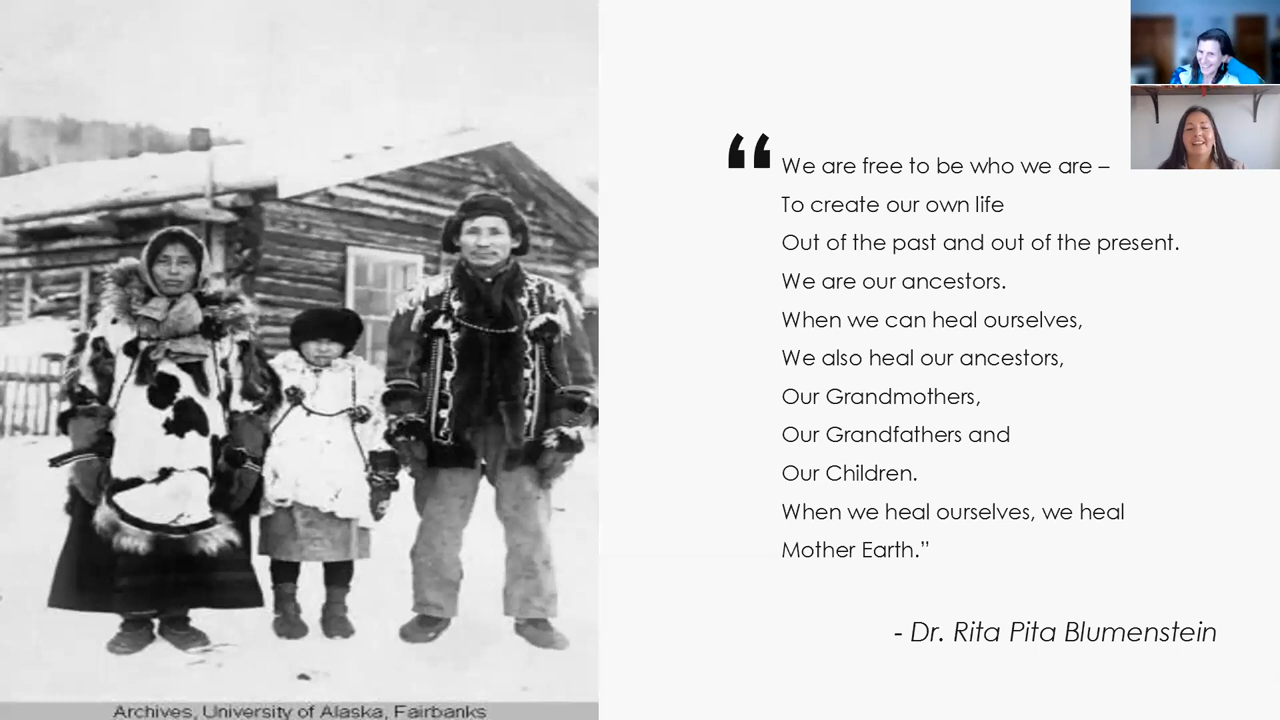 “ We are free to be who we are –
To create our own life
Out of the past and out of the present.
We are our ancestors.
When we can heal ourselves,
We also heal our ancestors,
Our Grandmothers,
Our Grandfathers and
Our Children.
When we heal ourselves, we heal
Mother Earth.”
- Dr. Rita Pita Blumenstein
Archives, University of Alaska, Fairbanks